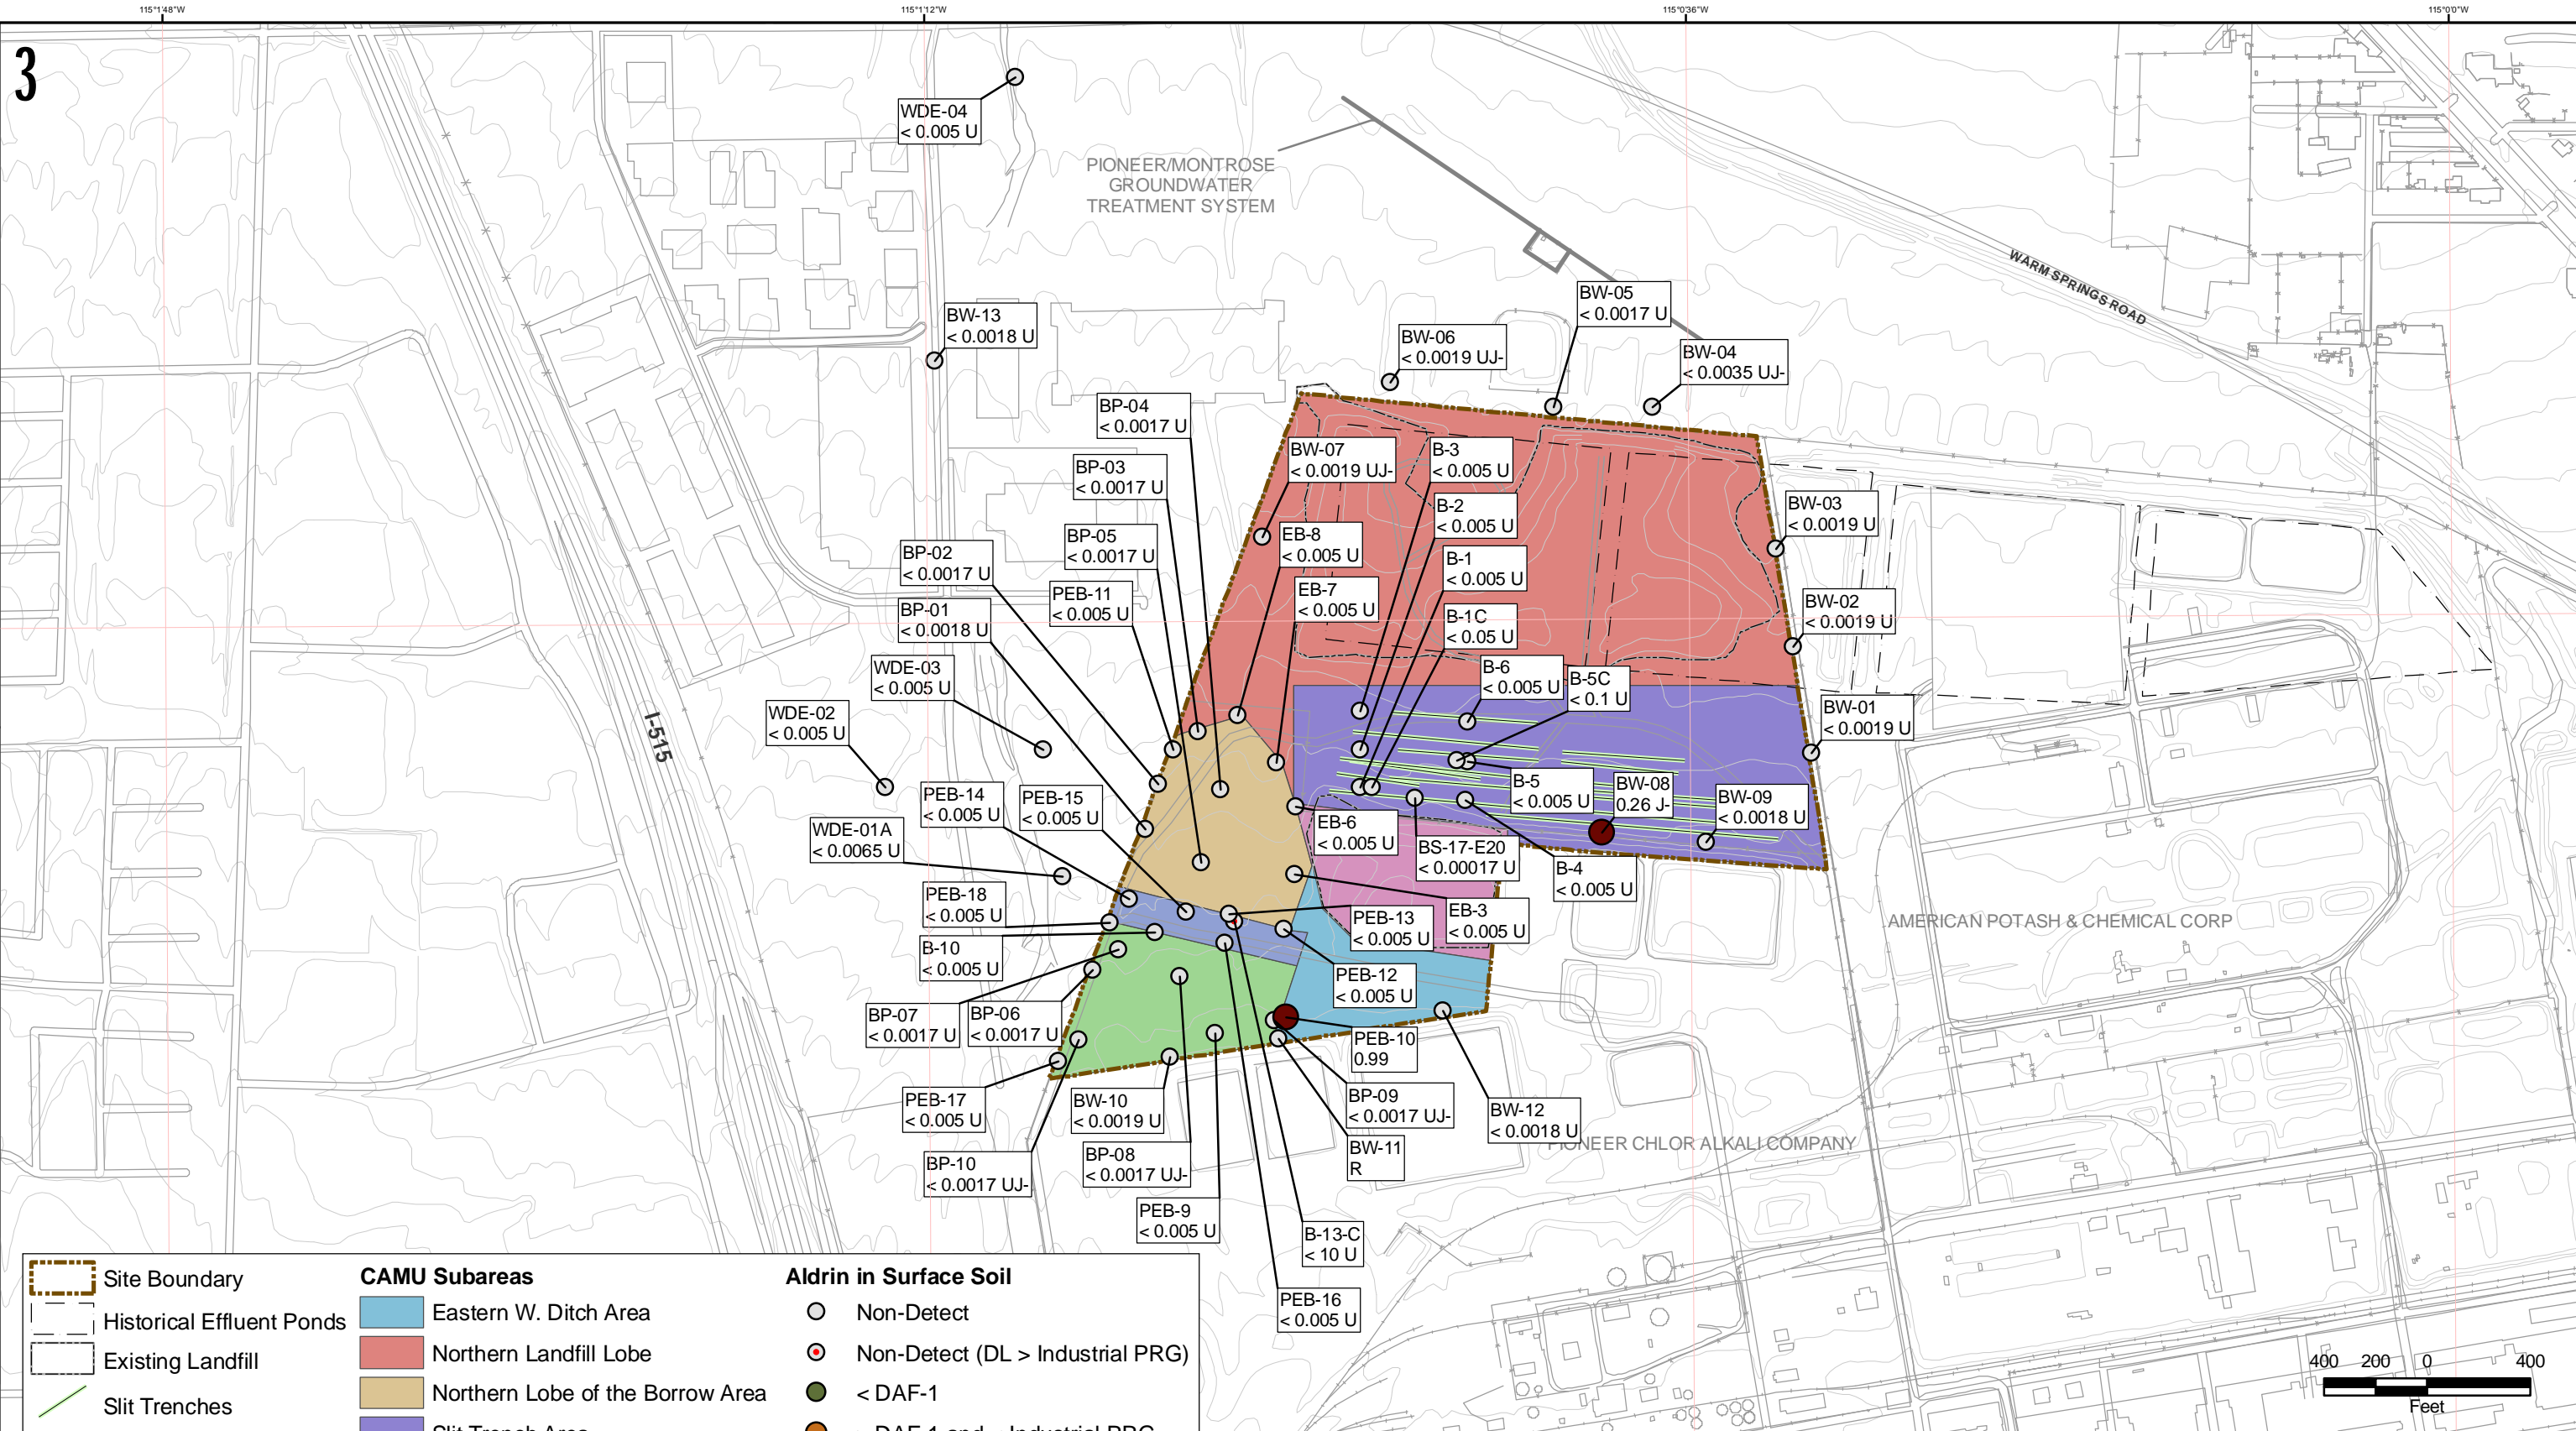 115°1'48"W
115°1'12"W
115°0'36"W
115°0'0"W
3
WDE-04
< 0.005 U
PIONEER/MONTROSE
GROUNDWATER
TREATMENT SYSTEM
WARM SPRINGS ROAD
BW-13
< 0.0018 U
BW-05
< 0.0017 U
BW-06
< 0.0019 UJ-
BW-04
< 0.0035 UJ-
BP-04
< 0.0017 U
BW-07
< 0.0019 UJ-
B-3
< 0.005 U
BP-03
< 0.0017 U
B-2
< 0.005 U
BW-03
< 0.0019 U
BP-05
< 0.0017 U
EB-8
< 0.005 U
BP-02
< 0.0017 U
B-1
< 0.005 U
PEB-11
< 0.005 U
EB-7
< 0.005 U
BW-02
< 0.0019 U
BP-01
< 0.0018 U
B-1C
< 0.05 U
WDE-03
< 0.005 U
B-6
< 0.005 U
B-5C
< 0.1 U
WDE-02
< 0.005 U
I-515
BW-01
< 0.0019 U
PEB-14
< 0.005 U
PEB-15
< 0.005 U
B-5
< 0.005 U
BW-08
0.26 J-
BW-09
< 0.0018 U
WDE-01A
< 0.0065 U
EB-6
< 0.005 U
BS-17-E20
< 0.00017 U
B-4
< 0.005 U
PEB-18
< 0.005 U
PEB-13
< 0.005 U
EB-3
< 0.005 U
AMERICAN POTASH & CHEMICAL CORP
B-10
< 0.005 U
PEB-12
< 0.005 U
BP-07
< 0.0017 U
BP-06
< 0.0017 U
PEB-10
0.99
PEB-17
< 0.005 U
BW-10
< 0.0019 U
BP-09
< 0.0017 UJ-
BW-12
< 0.0018 U
BW-11
R
PIONEER CHLOR ALKALI COMPANY
BP-10
< 0.0017 UJ-
BP-08
< 0.0017 UJ-
PEB-9
< 0.005 U
B-13-C
< 10 U
PEB-16
< 0.005 U
Site Boundary
Historical Effluent Ponds
Existing Landfill
Slit Trenches
CAMU Subareas
Eastern W. Ditch Area
Northern Landfill Lobe
Northern Lobe of the Borrow Area
Slit Trench Area
Aldrin in Surface Soil
Non-Detect
Non-Detect (DL > Industrial PRG)
< DAF-1
DAF-1 and Industrial PRG
400 200 0 400
Feet